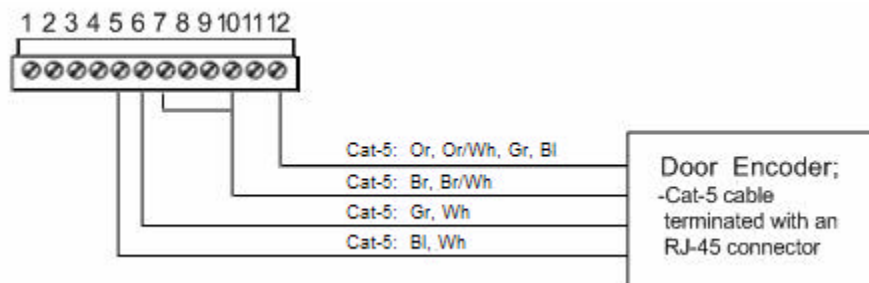 1 2 3 4 5 6 7 8 9 10 11 12
Cat-5: Or, Or/Wh, Gr, Bl
Cat-5: Br, Br/Wh
Cat-5: Gr, Wh
Cat-5: Bl, Wh
Door Encoder;
-Cat-5 cable
terminated with an
RJ-45 connector